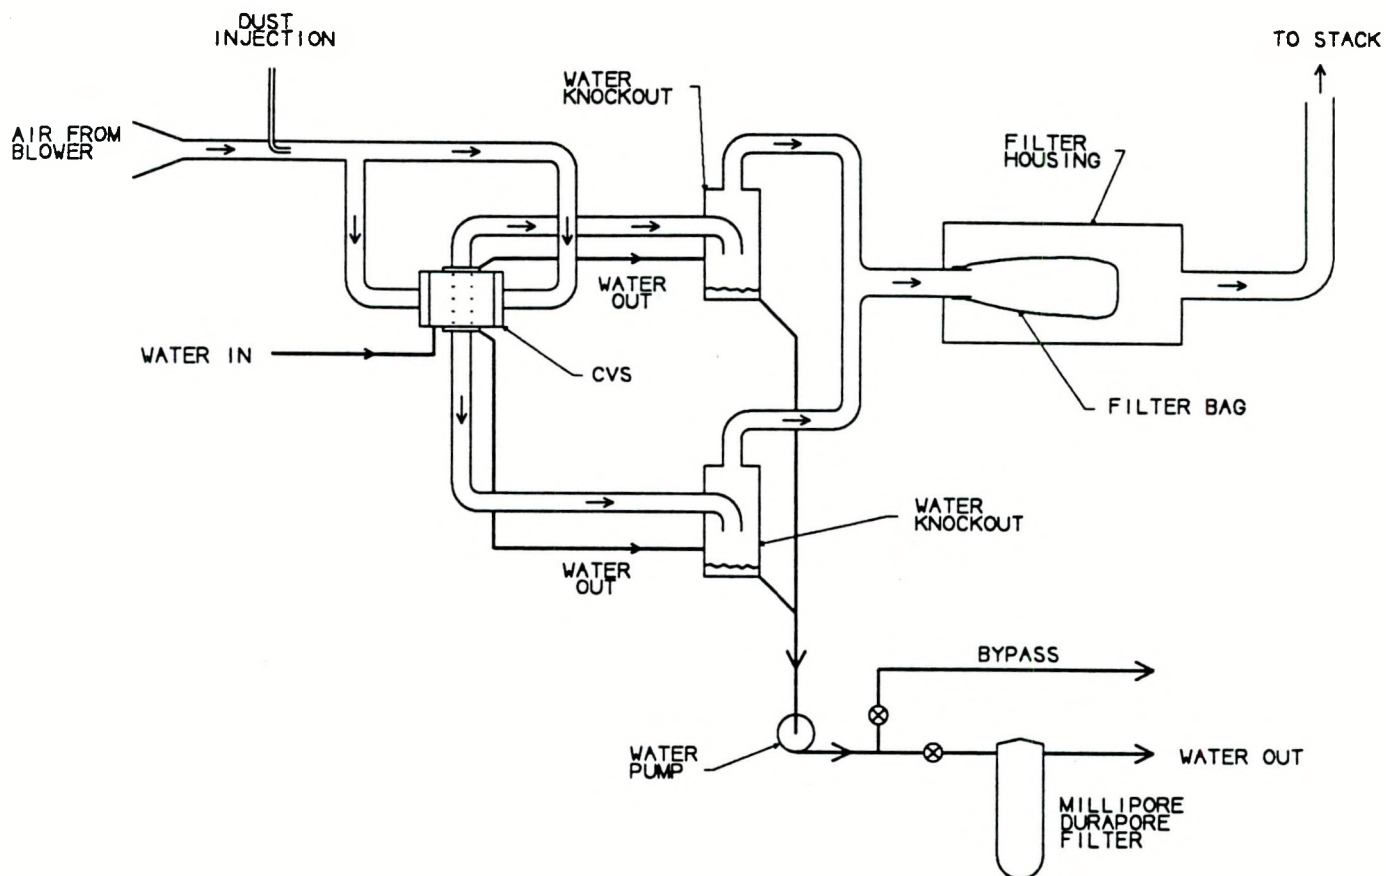 DUST
INJECTION
TO STACK
WATER
KNOCKOUT
AIR FROM
BLOWER
FILTER
HOUSING
WATER
OUT
WATER IN
CVS
FILTER BAG
WATER
KNOCKOUT
WATER
OUT
BYPASS
WATER
PUMP
WATER OUT
MILLIPORE
DURAPORE
FILTER